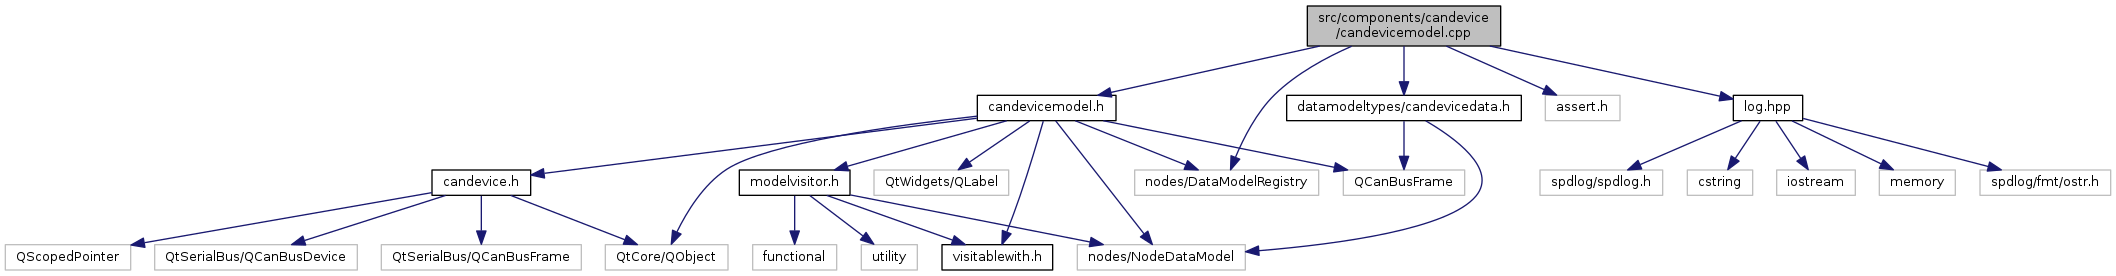 src/components/candevice
/candevicemodel.cpp
candevicemodel.h
datamodeltypes/candevicedata.h
assert.h
log.hpp
candevice.h
modelvisitor.h
QtWidgets/QLabel
nodes/DataModelRegistry
QCanBusFrame
spdlog/spdlog.h
cstring
iostream
memory
spdlog/fmt/ostr.h
QScopedPointer
QtSerialBus/QCanBusDevice
QtSerialBus/QCanBusFrame
QtCore/QObject
functional
utility
visitablewith.h
nodes/NodeDataModel